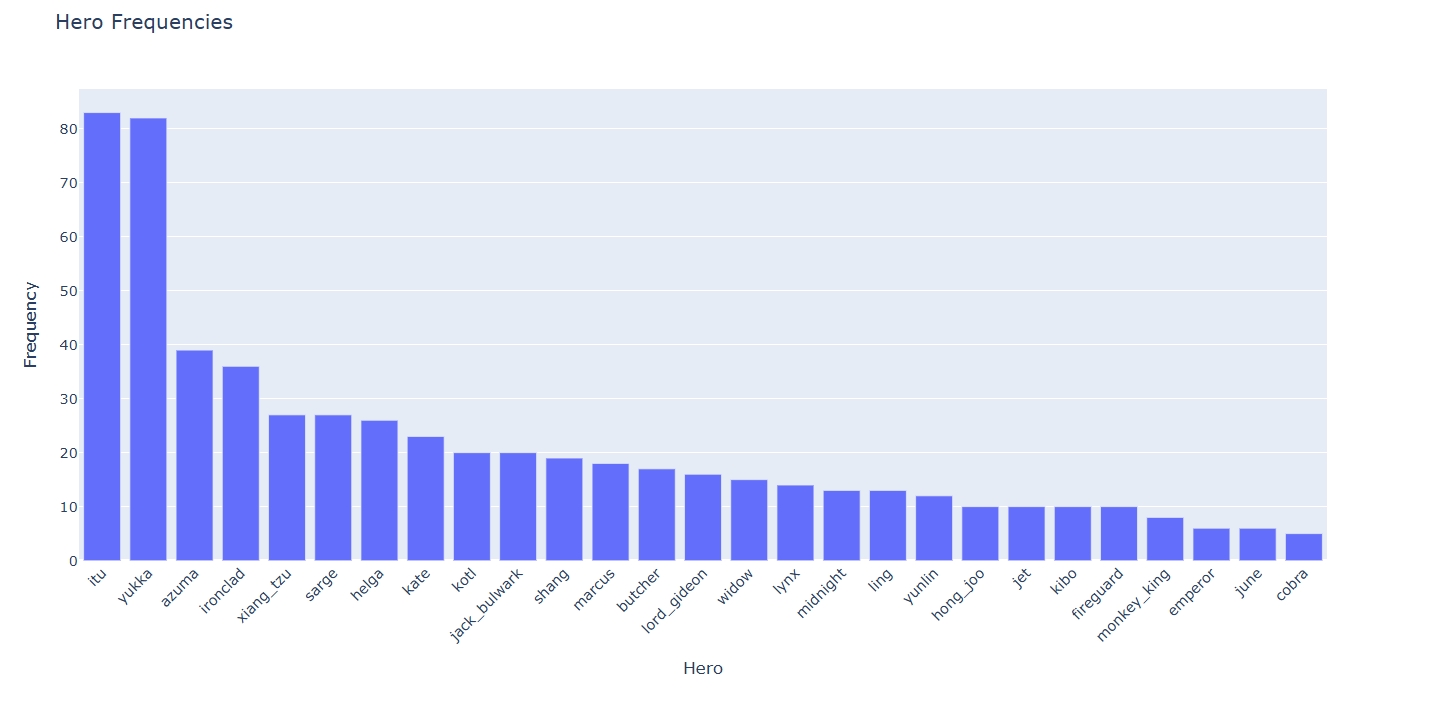 Hero Frequencies
Frequency
80
70
60
50
40
30
20
10
0
itu
yukka
azuma
ironclad
xiang_tzu
sarge
helga
kate
kotl
jack_bulwark
shang
marcus
butcher
lord_gideon
widow
lynx
midnight
ling
yunlin
hong_joo
jet
kibo
fireguard
monkey_king
emperor
june
cobra
Hero